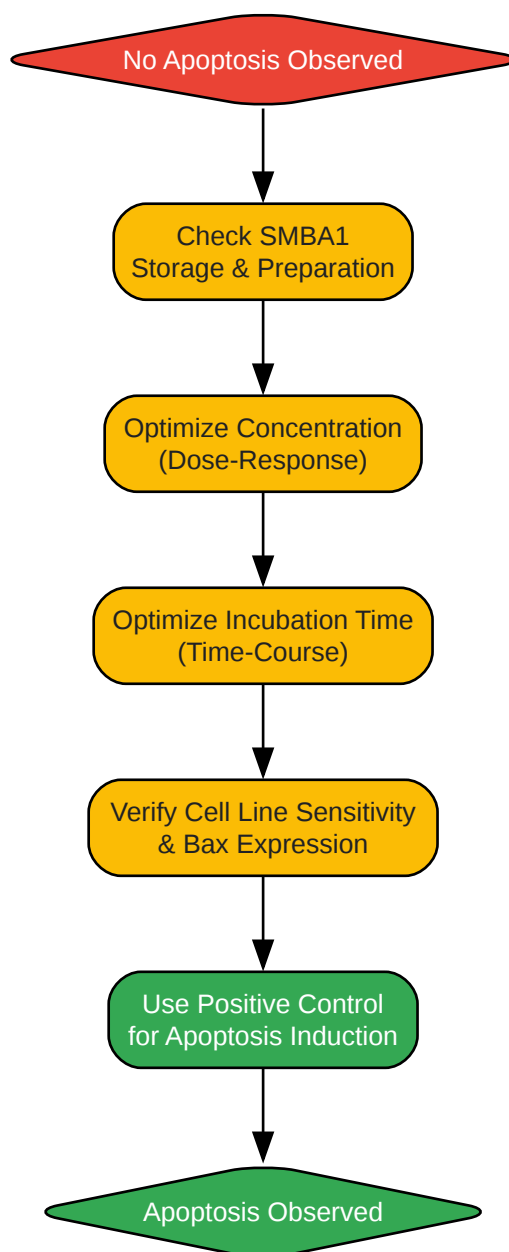 No Apoptosis Observed
Check SMBA1
Storage & Preparation
Optimize Concentration
(Dose-Response)
Optimize Incubation Time
(Time-Course)
Verify Cell Line Sensitivity
& Bax Expression
Use Positive Control
for Apoptosis Induction
Apoptosis Observed